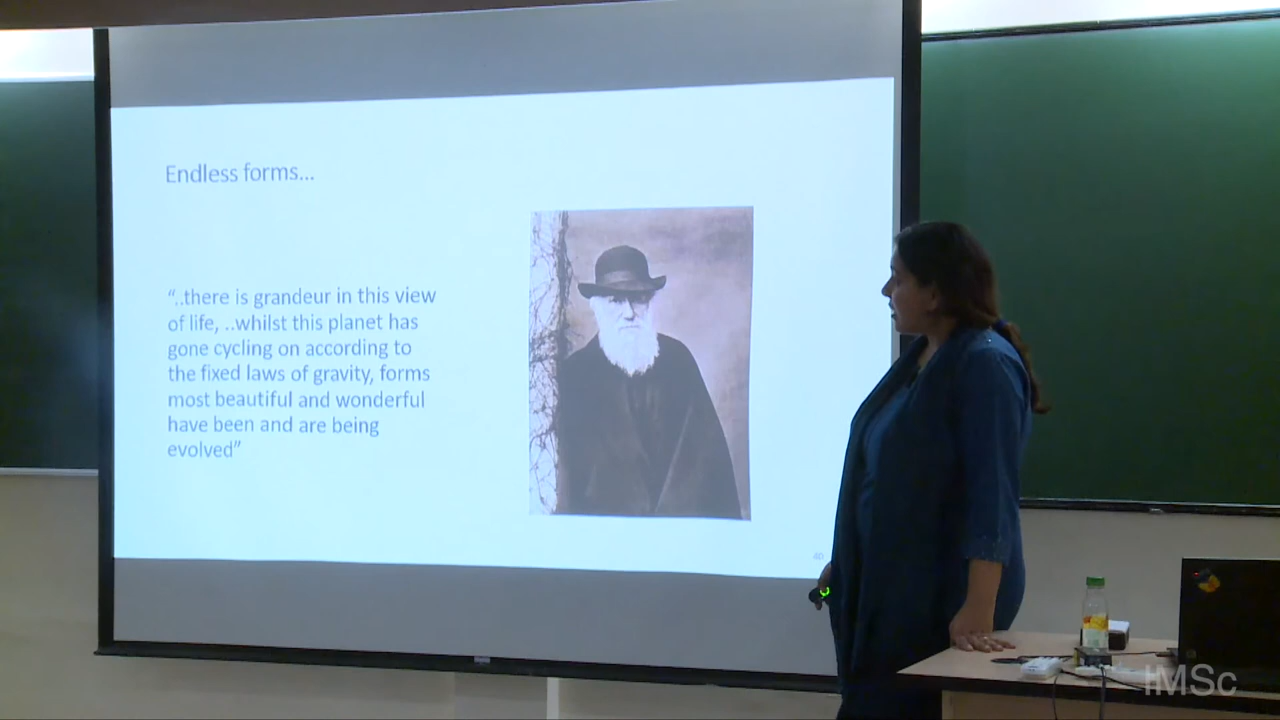 Endless forms...
“..there is grandeur in this view
of life, ..whilst this planet has
gone cycling on according to
the fixed laws of gravity, forms
most beautiful and wonderful
have been and are being
evolved”
40
IMSc